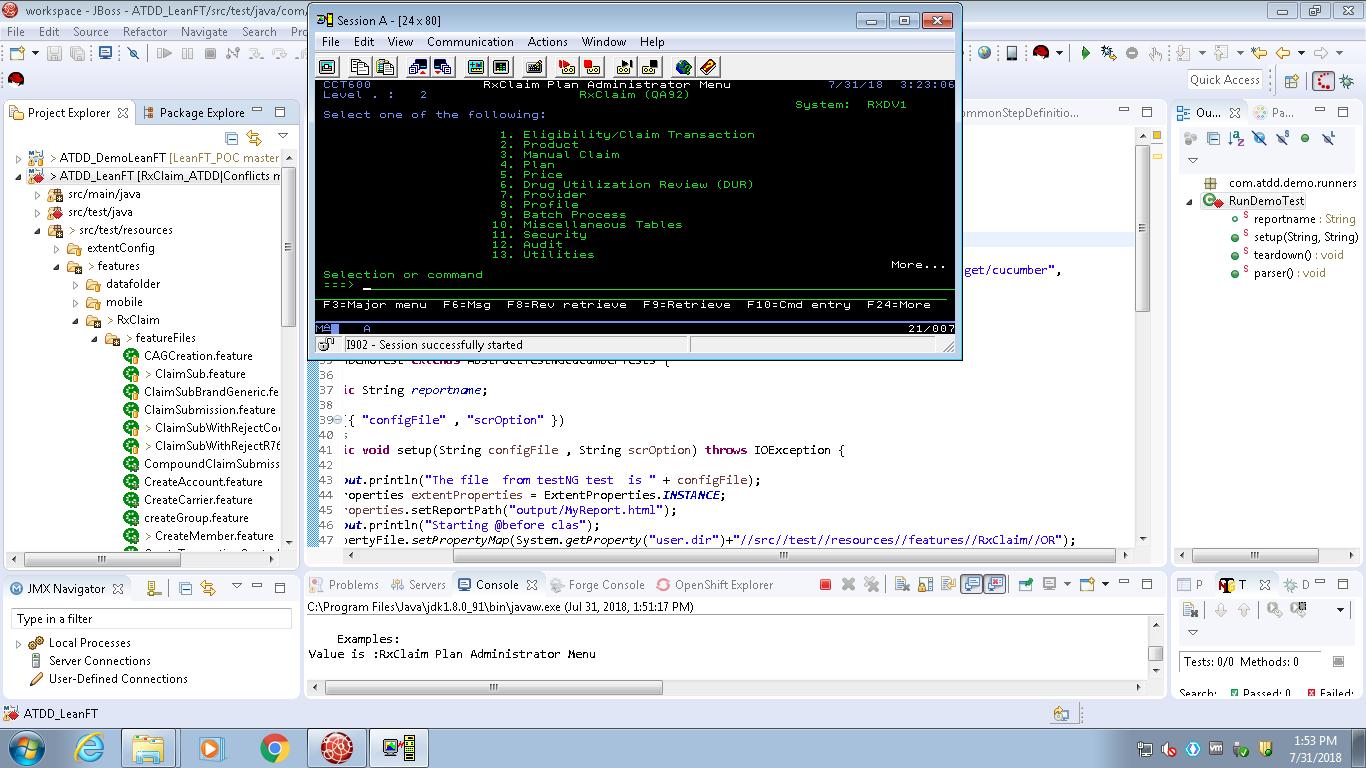 workspace - JBoss - ATDD_LeanFT/src/test/java/com/
File Edit Source Refactor Navigate Search
Quick Access
Session A - [24 x 80]
File Edit View Communication Actions Window Help
CCT600 RxClaim Plan Administrator Menu 7/31/18 3:23:06
Level . : 2 RxClaim (QA92)
System: RXDV1
Select one of the following:
1. Eligibility/Claim Transaction
2. Product
3. Manual Claim
4. Plan
5. Price
6. Drug Utilization Review (DUR)
7. Provider
8. Profile
9. Batch Process
10. Miscellaneous Tables
11. Security
12. Audit
13. Utilities
More...
Selection or command
===>
F3=Major menu F6=Msg F8=Rev retrieve F9=Retrieve F10=Cmd entry F24=More
MA A 21/007
I902 - Session successfully started
Project Explorer Package Explore
> ATDD_DemoLeanFT [LeanFT_POC master
> ATDD_LeanFT [RxClaim_ATDD|Conflicts m
src/main/java
src/test/java
> src/test/resources
extentConfig
> features
datafolder
mobile
> RxClaim
> featureFiles
CAGCreation.feature
> ClaimSub.feature
ClaimSubBrandGeneric.fe
ClaimSubmission.feature
> ClaimSubWithRejectCo
> ClaimSubWithRejectR76
CompoundClaimSubmiss
CreateAccount.feature
CreateCarrier.feature
createGroup.feature
> CreateMember.feature
ommonStepDefinitio...
get/cucumber",
36
37 ic String reportname;
38
39 { "configFile" , "scrOption" })
40
41 ic void setup(String configFile , String scrOption) throws IOException {
42
43 out.println("The file from testNG test is " + configFile);
44 roperties extentProperties = ExtentProperties.INSTANCE;
45 roperties.setReportPath("output/MyReport.html");
46 out.println("Starting @before clas");
47 pertyFile.setPropertyMap(System.getProperty("user.dir")+"//src//test//resources//features//RxClaim//OR");
Ou... Pa...
com.atdd.demo.runners
RunDemoTest
reportname : String
setup(String, String)
teardown() : void
parser() : void
JMX Navigator
Type in a filter
Local Processes
Server Connections
User-Defined Connections
Problems Servers Console Forge Console OpenShift Explorer
C:\Program Files\Java\jdk1.8.0_91\bin\javaw.exe (Jul 31, 2018, 1:51:17 PM)
Examples:
Value is :RxClaim Plan Administrator Menu
P T D
Tests: 0/0 Methods: 0
Search: Passed: 0 Failed:
ATDD_LeanFT
1:53 PM
7/31/2018